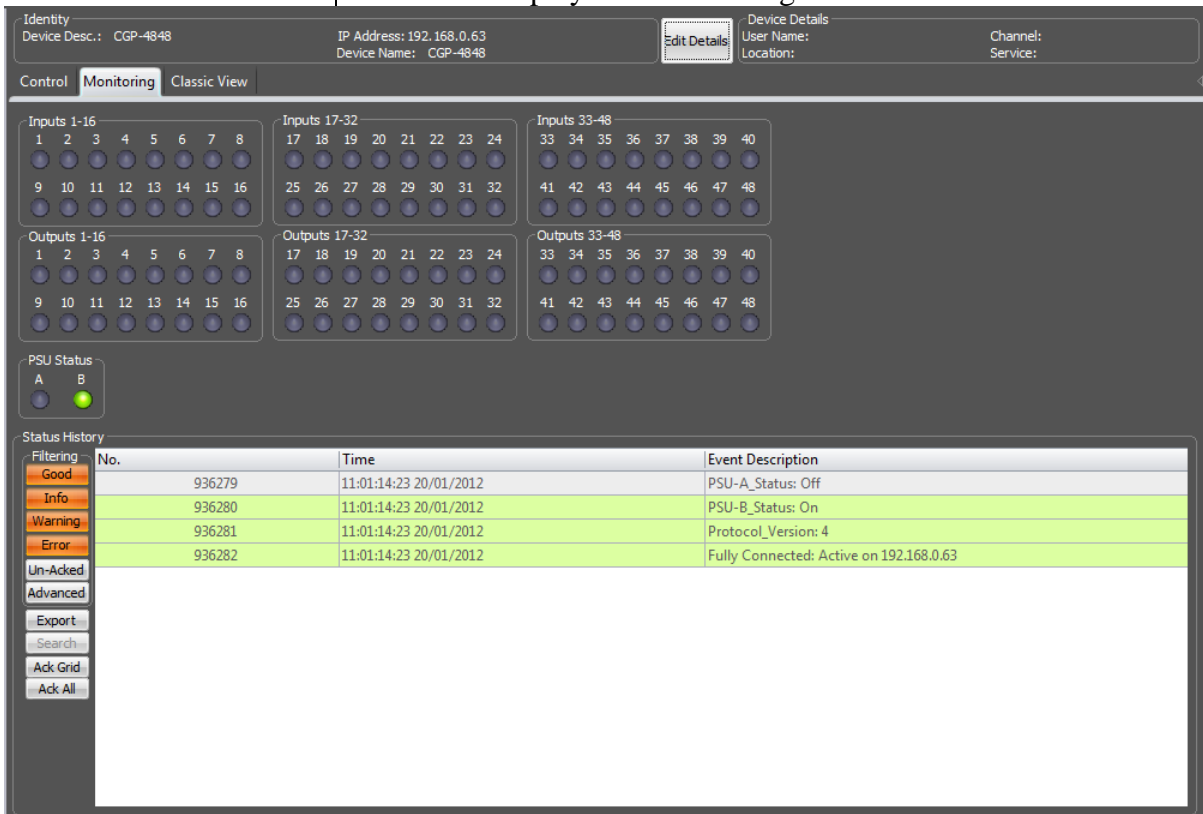 Identity
Device Desc.: CGP-4848
IP Address: 192.168.0.63
Device Name: CGP-4848
Edit Details
Device Details
User Name:
Channel:
Location:
Service:
Control Monitoring Classic View
Inputs 1-16
1 2 3 4 5 6 7 8
9 10 11 12 13 14 15 16
Inputs 17-32
17 18 19 20 21 22 23 24
25 26 27 28 29 30 31 32
Inputs 33-48
33 34 35 36 37 38 39 40
41 42 43 44 45 46 47 48
Outputs 1-16
1 2 3 4 5 6 7 8
9 10 11 12 13 14 15 16
Outputs 17-32
17 18 19 20 21 22 23 24
25 26 27 28 29 30 31 32
Outputs 33-48
33 34 35 36 37 38 39 40
41 42 43 44 45 46 47 48
PSU Status
A B
Status History
Filtering
Good
Info
Warning
Error
Un-Acked
Advanced
Export
Search
Ack Grid
Ack All
No. Time Event Description
936279 11:01:14:23 20/01/2012 PSU-A_Status: Off
936280 11:01:14:23 20/01/2012 PSU-B_Status: On
936281 11:01:14:23 20/01/2012 Protocol_Version: 4
936282 11:01:14:23 20/01/2012 Fully Connected: Active on 192.168.0.63